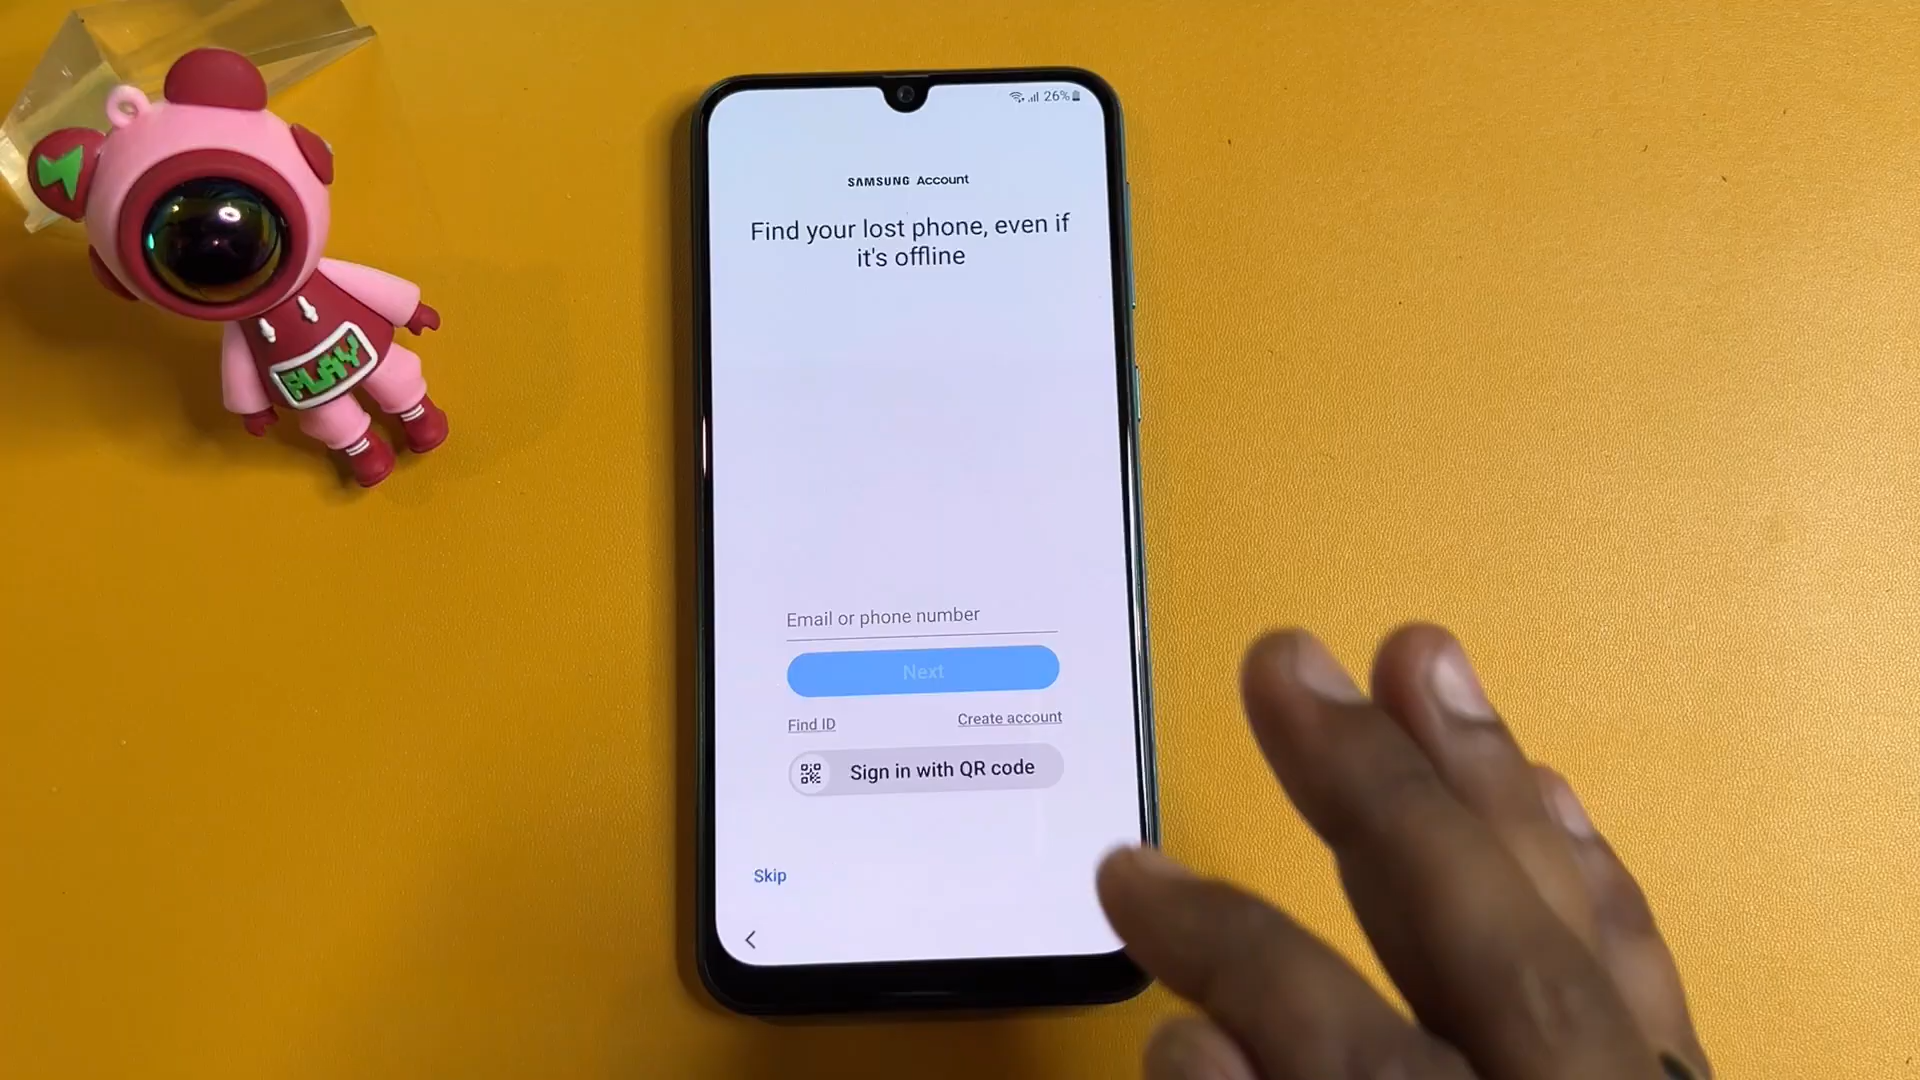 26%
SAMSUNG Account
Find your lost phone, even if
it's offline
Email or phone number
Next
Find ID
Create account
Sign in with QR code
Skip
PLAY